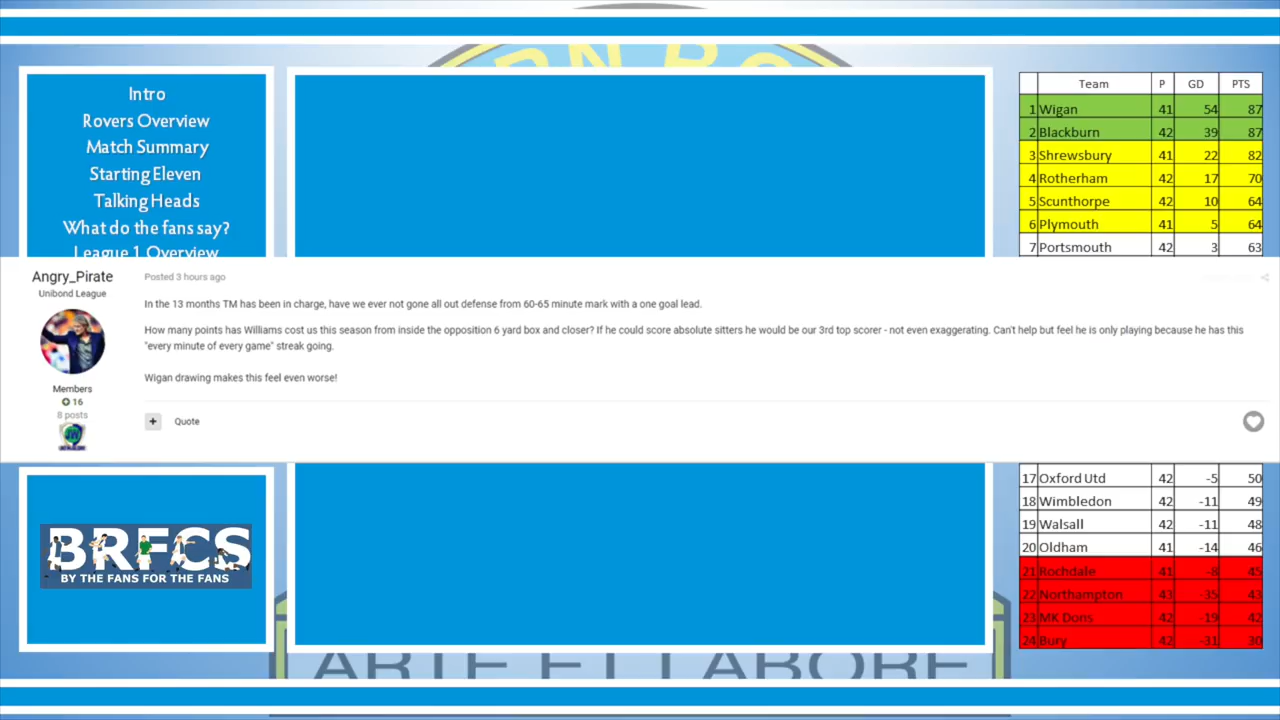 RN RO
Intro
Rovers Overview
Match Summary
Starting Eleven
Talking Heads
What do the fans say?
League 1 Overview
Team P GD PTS
1 Wigan 41 54 87
2 Blackburn 42 39 87
3 Shrewsbury 41 22 82
4 Rotherham 42 17 70
5 Scunthorpe 42 10 64
6 Plymouth 41 5 64
7 Portsmouth 42 3 63
Angry_Pirate
Unibond League
Members
16
8 posts
Posted 3 hours ago
In the 13 months TM has been in charge, have we ever not gone all out defense from 60-65 minute mark with a one goal lead.
How many points has Williams cost us this season from inside the opposition 6 yard box and closer? If he could score absolute sitters he would be our 3rd top scorer - not even exaggerating. Can't help but feel he is only playing because he has this
"every minute of every game" streak going.
Wigan drawing makes this feel even worse!
+ Quote
17 Oxford Utd 42 -5 50
18 Wimbledon 42 -11 49
19 Walsall 42 -11 48
20 Oldham 41 -14 46
21 Rochdale 41 -8 45
22 Northampton 43 -35 43
23 MK Dons 42 -19 42
24 Bury 42 -31 30
BRFCS
BY THE FANS FOR THE FANS
ARTE ET LABORE